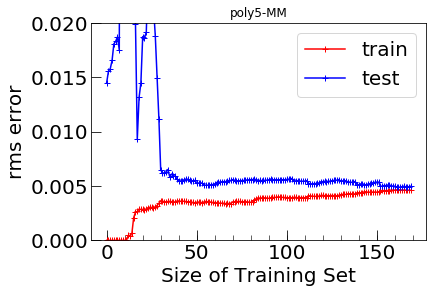 poly5-MM
0.020
0.015
0.010
0.005
0.000
rms error
train
test
0 50 100 150
Size of Training Set